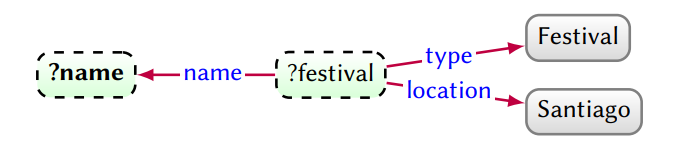 Festival
type
?name
name
?festival
location
Santiago